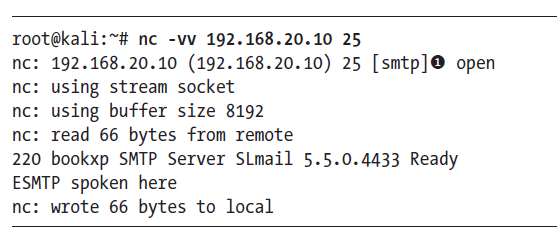 root@kali:~# nc -vv 192.168.20.10 25
nc: 192.168.20.10 (192.168.20.10) 25 [smtp]❶ open
nc: using stream socket
nc: using buffer size 8192
nc: read 66 bytes from remote
220 bookxp SMTP Server SLmail 5.5.0.4433 Ready
ESMTP spoken here
nc: wrote 66 bytes to local